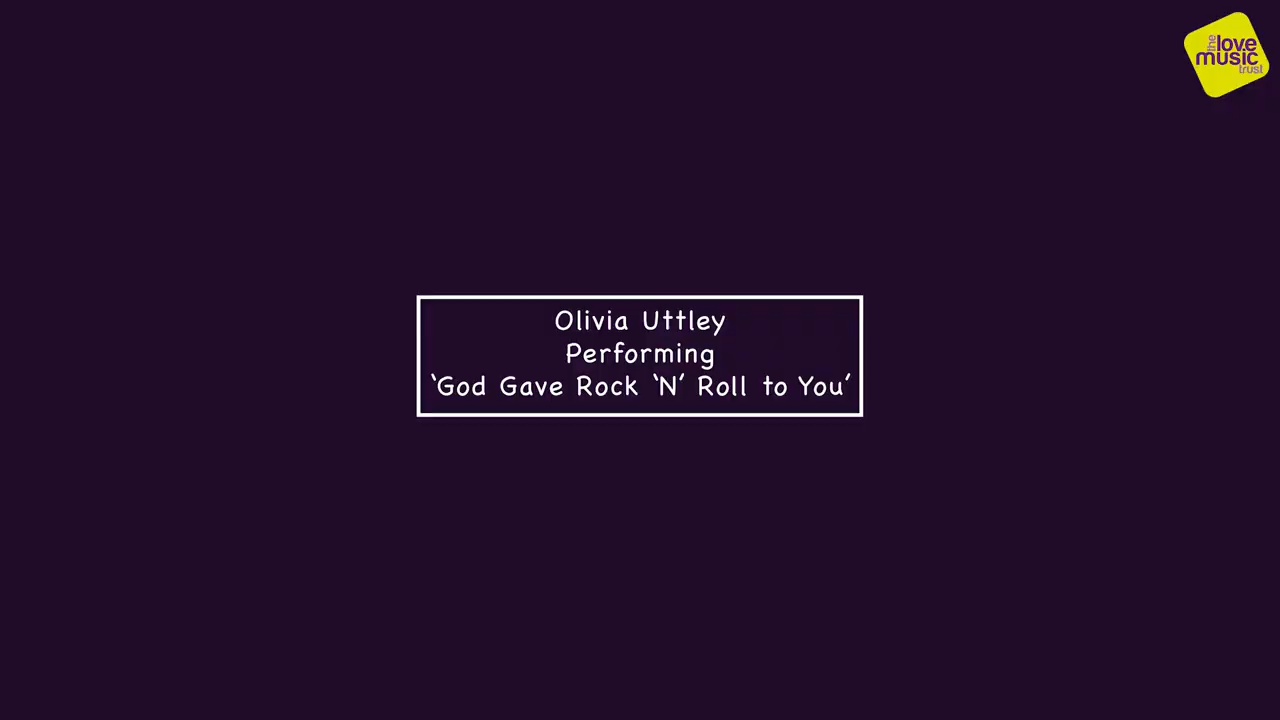 the
love
music
trust
Olivia Uttley
Performing
‘God Gave Rock ‘N’ Roll to You’